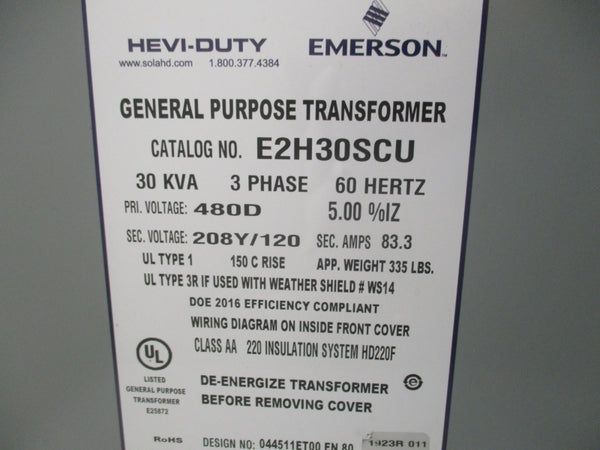 HEVI-DUTY EMERSON™
www.solahd.com 1.800.377.4384
GENERAL PURPOSE TRANSFORMER
CATALOG NO. E2H30SCU
30 KVA 3 PHASE 60 HERTZ
PRI. VOLTAGE: 480D 5.00 %IZ
SEC. VOLTAGE: 208Y/120 SEC. AMPS 83.3
UL TYPE 1 150 C RISE APP. WEIGHT 335 LBS.
UL TYPE 3R IF USED WITH WEATHER SHIELD # WS14
DOE 2016 EFFICIENCY COMPLIANT
WIRING DIAGRAM ON INSIDE FRONT COVER
CLASS AA 220 INSULATION SYSTEM HD220F
UL
LISTED
GENERAL PURPOSE
TRANSFORMER
E25872
DE-ENERGIZE TRANSFORMER
BEFORE REMOVING COVER
RoHS DESIGN NO: 044511ET00 EN 80 1923R 011